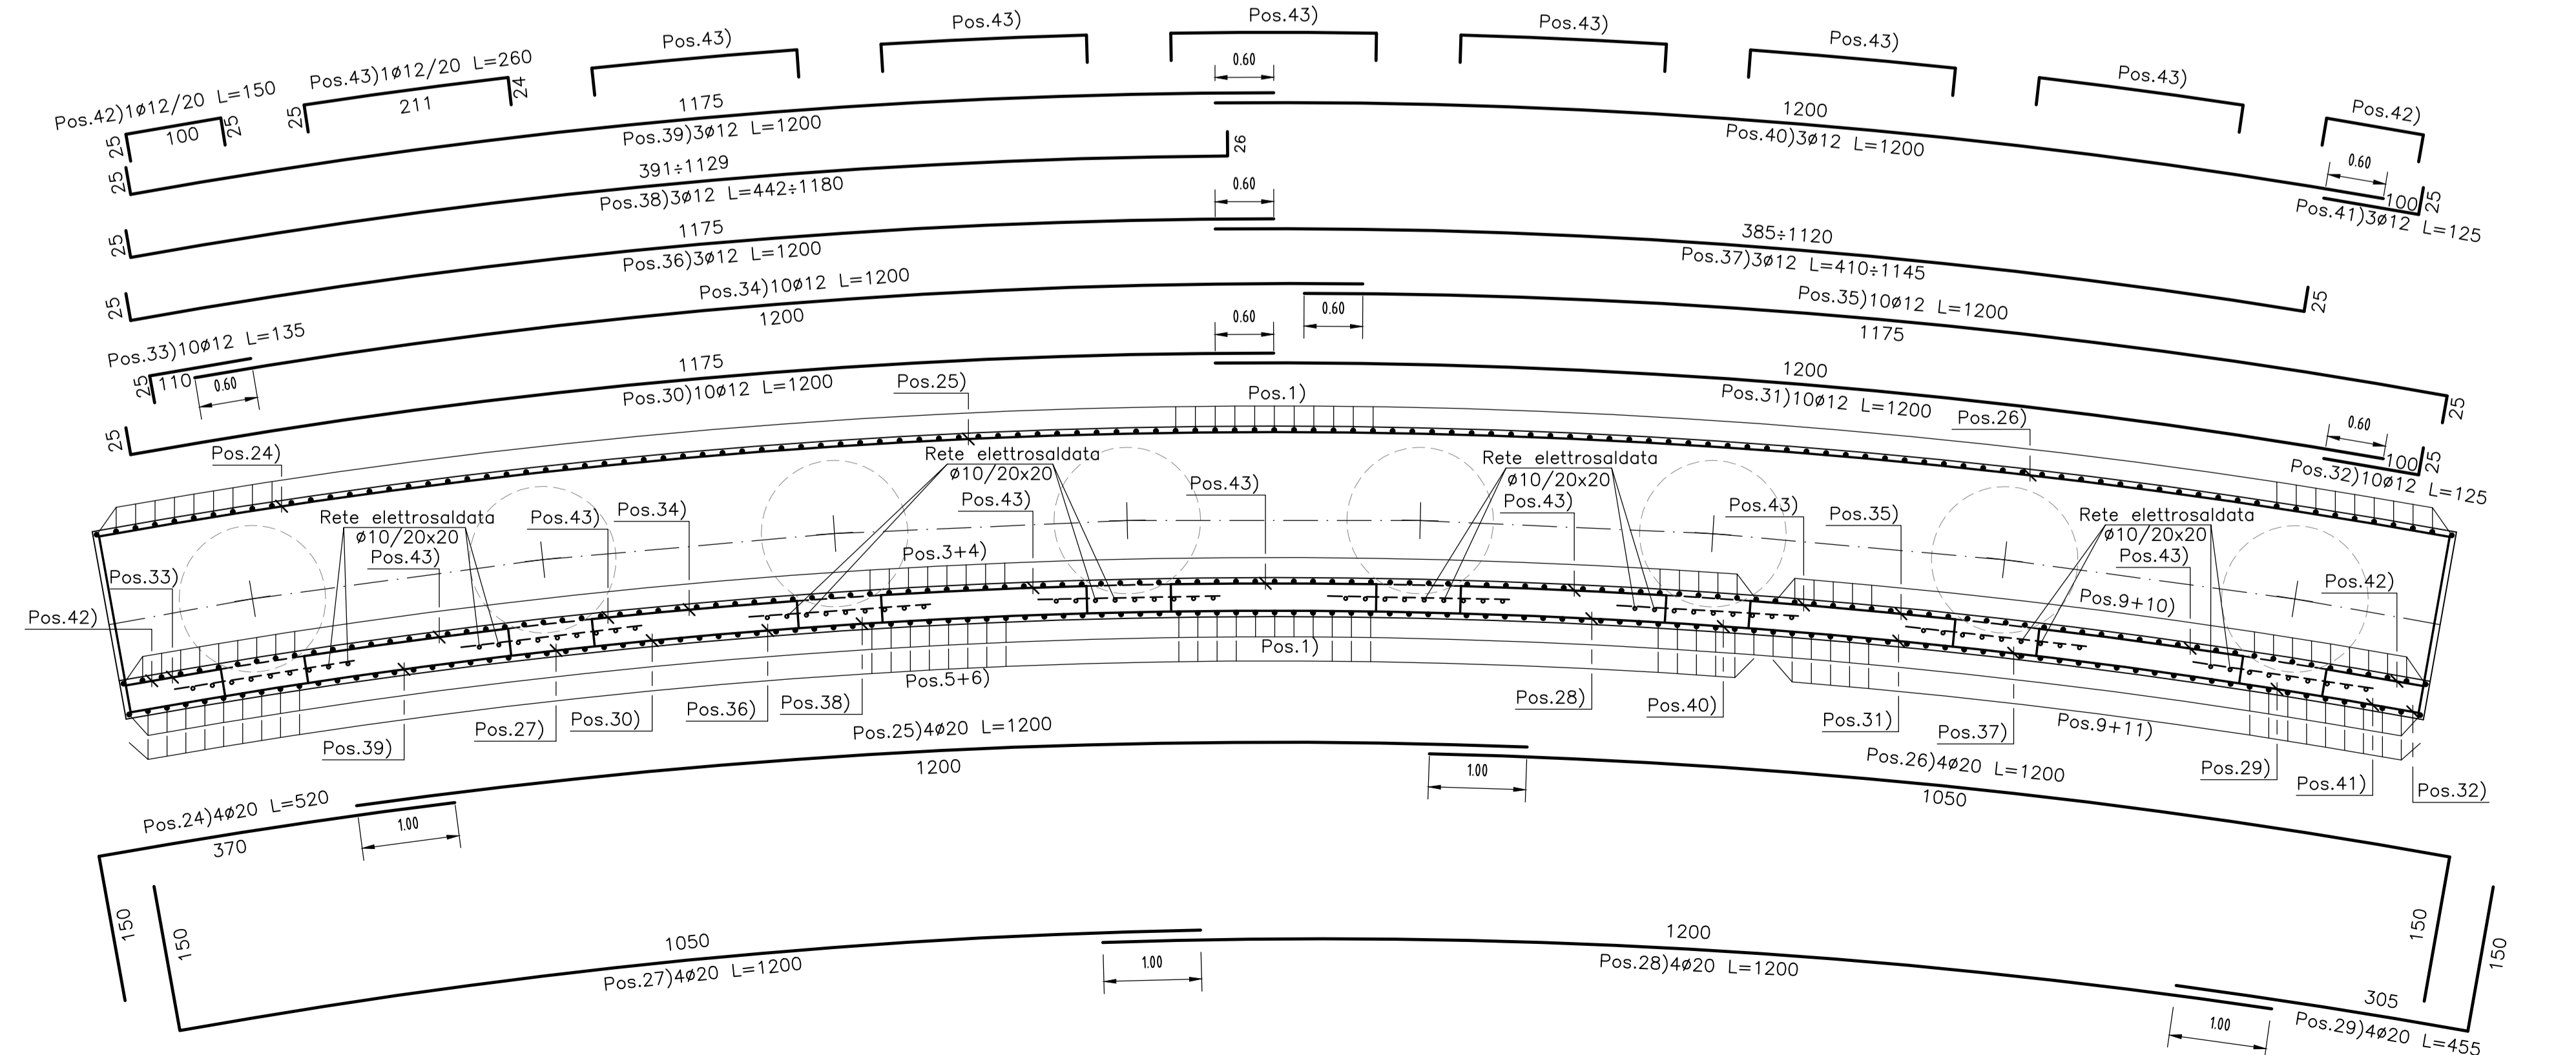 Pos.43)
Pos.43)
Pos.43)
Pos.43)
Pos.43)
Pos.43)
Pos.42)1ø12/20 L=150
25
100
25
Pos.43)1ø12/20 L=260
25
211
24
Pos.42)
0.60
1175
Pos.39)3ø12 L=1200
25
1200
Pos.40)3ø12 L=1200
0.60
100
25
Pos.41)3ø12 L=125
391÷1129
26
Pos.38)3ø12 L=442÷1180
25
0.60
1175
Pos.36)3ø12 L=1200
25
385÷1120
Pos.37)3ø12 L=410÷1145
25
Pos.34)10ø12 L=1200
1200
Pos.35)10ø12 L=1200
0.60
0.60
1175
25
Pos.33)10ø12 L=135
25
110
0.60
1175
Pos.30)10ø12 L=1200
25
1200
Pos.31)10ø12 L=1200
0.60
100
25
Pos.32)10ø12 L=125
Pos.25)
Pos.1)
Pos.26)
Pos.24)
Rete elettrosaldata
ø10/20x20
Rete elettrosaldata
ø10/20x20
Rete elettrosaldata
ø10/20x20
Rete elettrosaldata
ø10/20x20
Pos.43)
Pos.43)
Pos.34)
Pos.43)
Pos.43)
Pos.43)
Pos.43)
Pos.35)
Pos.43)
Pos.33)
Pos.42)
Pos.3+4)
Pos.9+10)
Pos.42)
Pos.1)
Pos.5+6)
Pos.9+11)
Pos.39)
Pos.27)
Pos.30)
Pos.36)
Pos.38)
Pos.28)
Pos.40)
Pos.31)
Pos.37)
Pos.29)
Pos.41)
Pos.32)
Pos.25)4ø20 L=1200
1200
Pos.26)4ø20 L=1200
1050
1.00
Pos.24)4ø20 L=520
370
1.00
150
150
150
150
1050
Pos.27)4ø20 L=1200
1.00
1200
Pos.28)4ø20 L=1200
305
1.00
Pos.29)4ø20 L=455